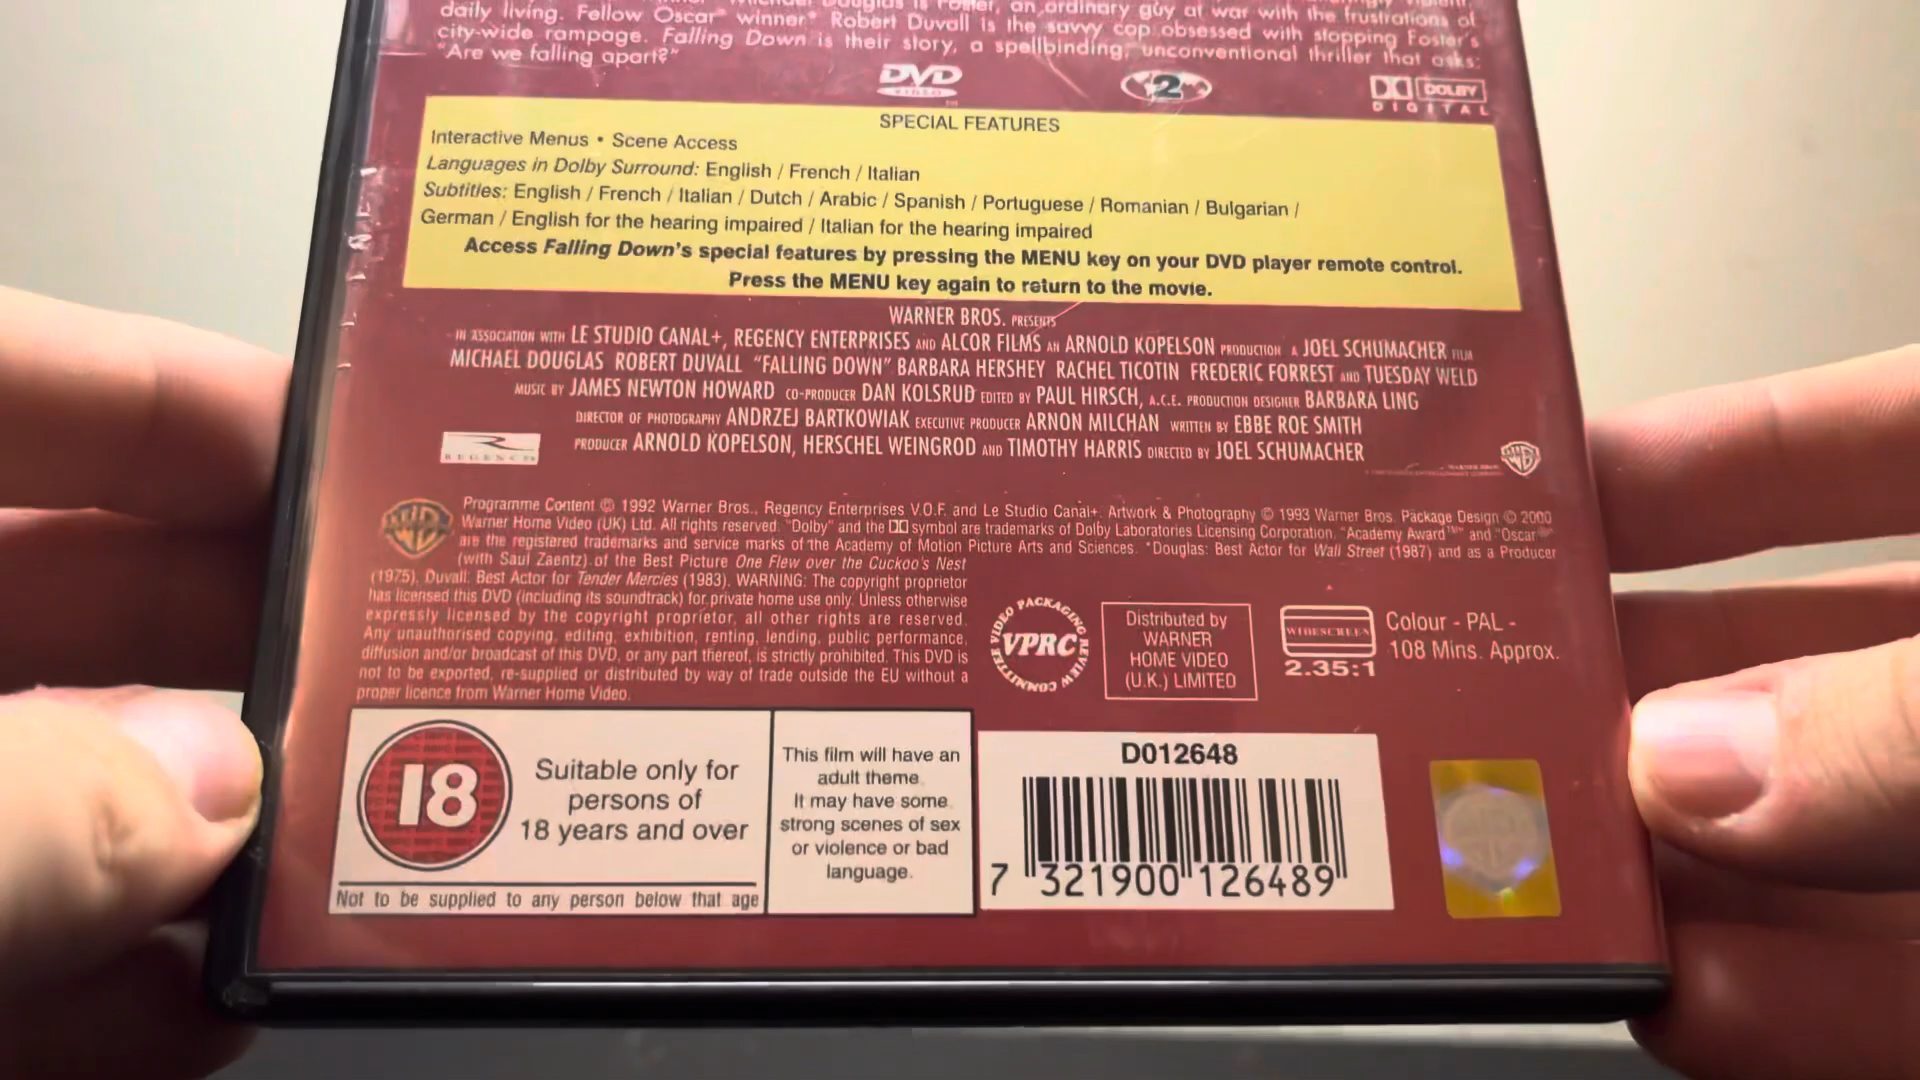 Douglas is Foster, an ordinary guy at war with the frustrations of
daily living. Fellow Oscar® winner* Robert Duvall is the savvy cop obsessed with stopping Foster's
city-wide rampage. Falling Down is their story, a spellbinding, unconventional thriller that asks:
"Are we falling apart?"
DVD
VIDEO
2
DOLBY
DIGITAL
SPECIAL FEATURES
Interactive Menus • Scene Access
Languages in Dolby Surround: English / French / Italian
Subtitles: English / French / Italian / Dutch / Arabic / Spanish / Portuguese / Romanian / Bulgarian /
German / English for the hearing impaired / Italian for the hearing impaired
Access Falling Down's special features by pressing the MENU key on your DVD player remote control.
Press the MENU key again to return to the movie.
WARNER BROS. PRESENTS
IN ASSOCIATION WITH LE STUDIO CANAL+, REGENCY ENTERPRISES AND ALCOR FILMS AN ARNOLD KOPELSON PRODUCTION A JOEL SCHUMACHER FILM
MICHAEL DOUGLAS ROBERT DUVALL "FALLING DOWN" BARBARA HERSHEY RACHEL TICOTIN FREDERIC FORREST AND TUESDAY WELD
MUSIC BY JAMES NEWTON HOWARD CO-PRODUCER DAN KOLSRUD EDITED BY PAUL HIRSCH, A.C.E. PRODUCTION DESIGNER BARBARA LING
DIRECTOR OF PHOTOGRAPHY ANDRZEJ BARTKOWIAK EXECUTIVE PRODUCER ARNON MILCHAN WRITTEN BY EBBE ROE SMITH
REGENCY
PRODUCER ARNOLD KOPELSON, HERSCHEL WEINGROD AND TIMOTHY HARRIS DIRECTED BY JOEL SCHUMACHER
Programme Content © 1992 Warner Bros., Regency Enterprises V.O.F. and Le Studio Canal+. Artwork & Photography © 1993 Warner Bros. Package Design © 2000
Warner Home Video (UK) Ltd. All rights reserved. "Dolby" and the symbol are trademarks of Dolby Laboratories Licensing Corporation. "Academy Award™" and "Oscar®"
are the registered trademarks and service marks of the Academy of Motion Picture Arts and Sciences. *Douglas: Best Actor for Wall Street (1987) and as a Producer
(with Saul Zaentz) of the Best Picture One Flew over the Cuckoo's Nest
(1975), Duvall: Best Actor for Tender Mercies (1983). WARNING: The copyright proprietor
has licensed this DVD (including its soundtrack) for private home use only. Unless otherwise
expressly licensed by the copyright proprietor, all other rights are reserved.
Any unauthorised copying, editing, exhibition, renting, lending, public performance,
diffusion and/or broadcast of this DVD, or any part thereof, is strictly prohibited. This DVD is
not to be exported, re-supplied or distributed by way of trade outside the EU without a
proper licence from Warner Home Video.
VIDEO PACKAGING REVIEW COMMITTEE
VPRC
Distributed by
WARNER
HOME VIDEO
(U.K.) LIMITED
WIDESCREEN
2.35:1
Colour - PAL -
108 Mins. Approx.
18
Suitable only for
persons of
18 years and over
Not to be supplied to any person below that age
This film will have an
adult theme.
It may have some
strong scenes of sex
or violence or bad
language.
D012648
7 321900 126489